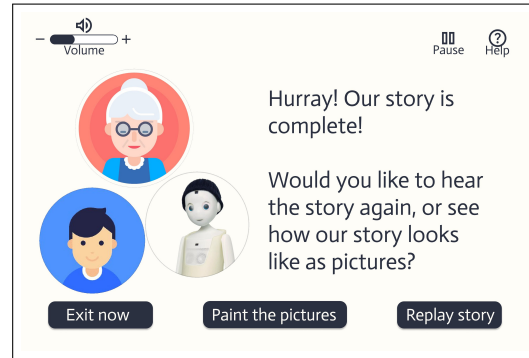 − +
Volume
Pause
Help
Hurray! Our story is
complete!
Would you like to hear
the story again, or see
how our story looks
like as pictures?
Exit now
Paint the pictures
Replay story